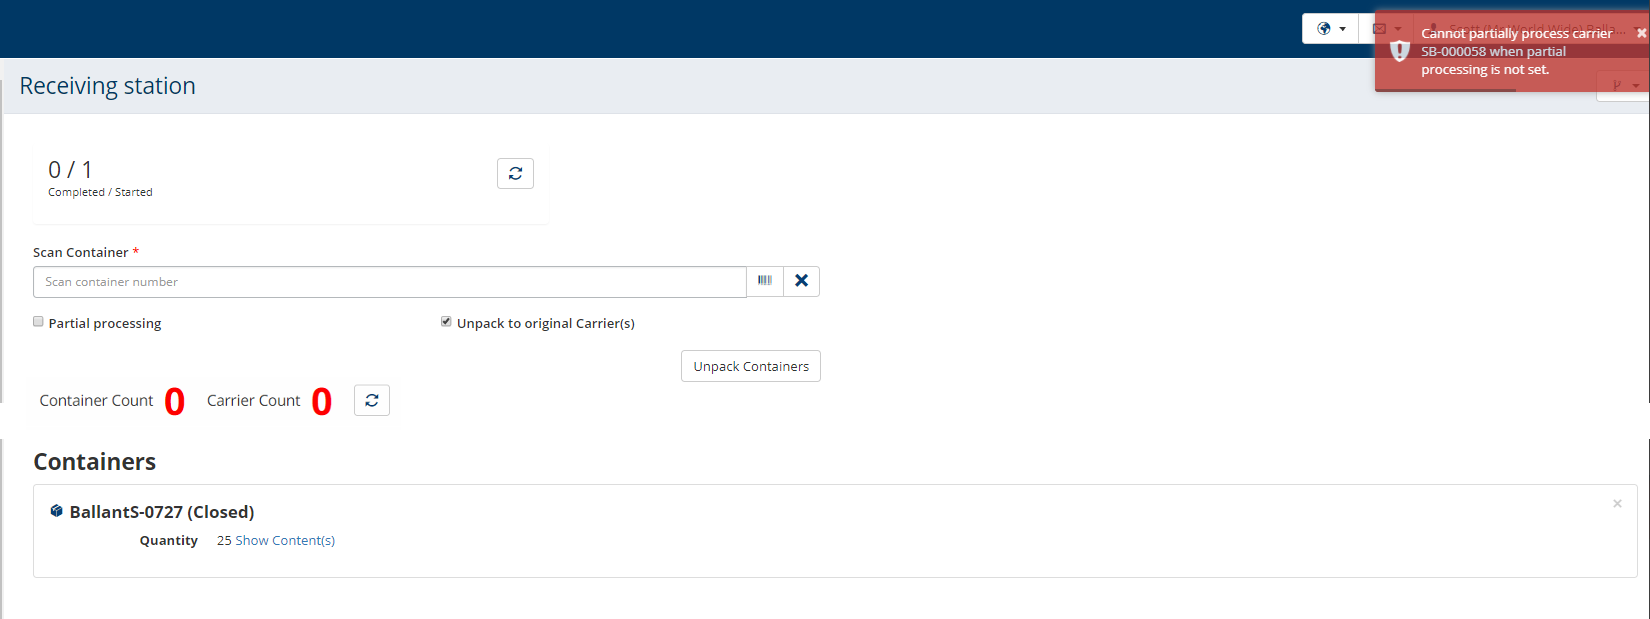 Cannot partially process carrier
SB-000058 when partial
processing is not set.
Receiving station
0 / 1
Completed / Started
Scan Container *
Scan container number
Partial processing
Unpack to original Carrier(s)
Unpack Containers
Container Count 0 Carrier Count 0
Containers
BallantS-0727 (Closed)
Quantity 25 Show Content(s)